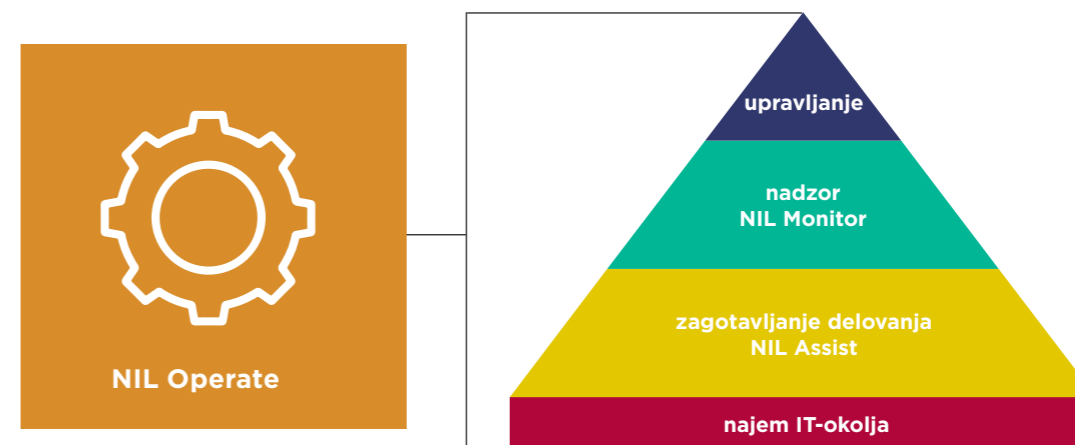 NIL Operate
upravljanje
nadzor
NIL Monitor
zagotavljanje delovanja
NIL Assist
najem IT-okolja